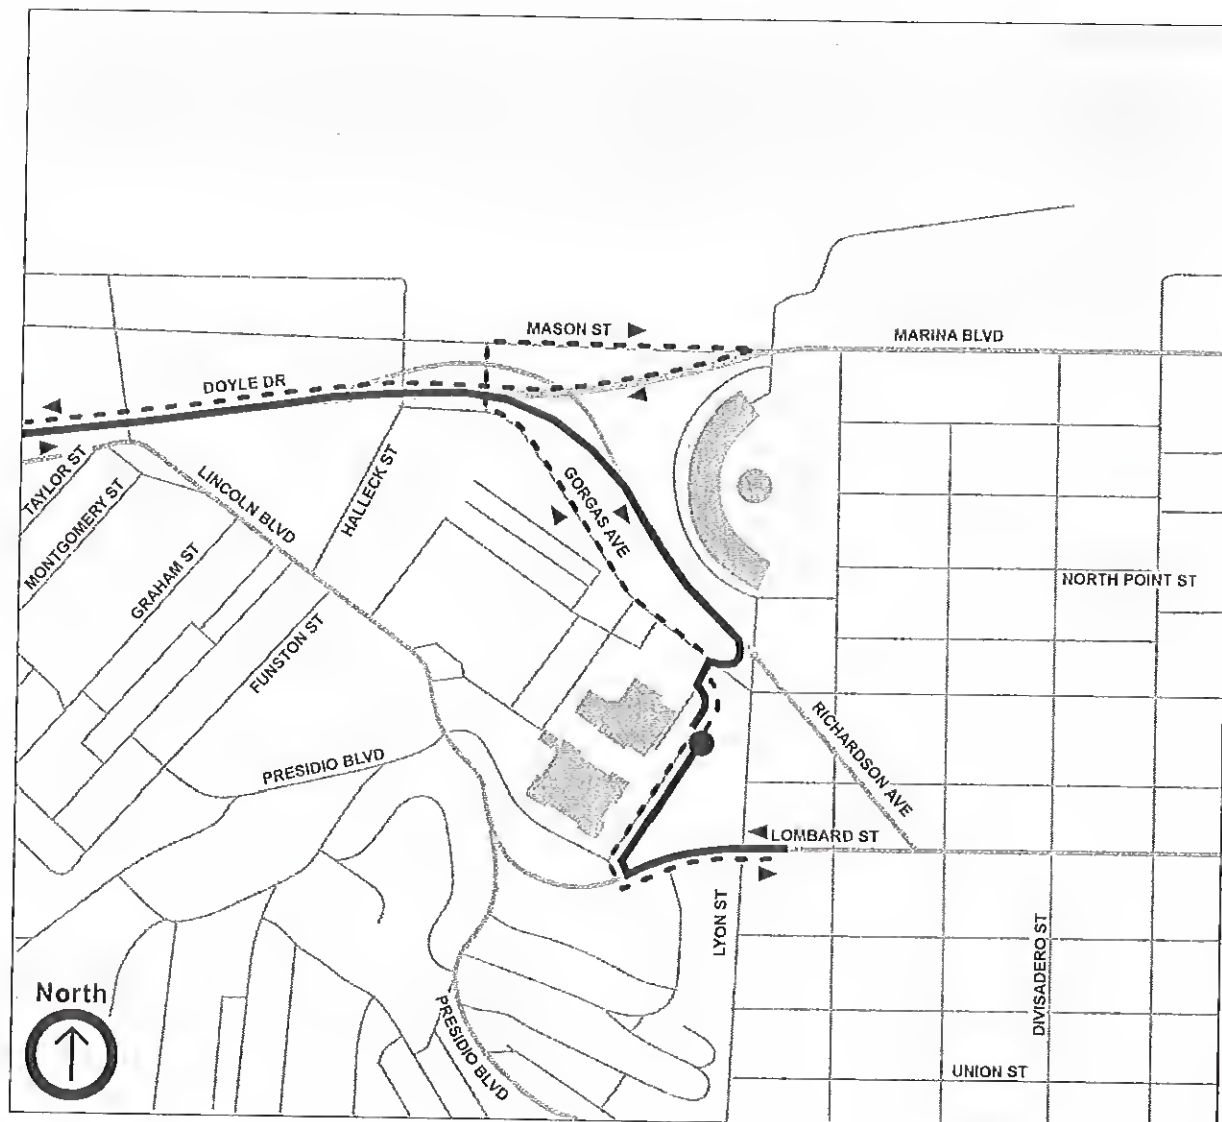 MASON ST
MARINA BLVD
DOYLE DR
TAYLOR ST
MONTGOMERY ST
LINCOLN BLVD
HALLECK ST
GORGAS AVE
GRAHAM ST
FUNSTON ST
NORTH POINT ST
PRESIDIO BLVD
RICHARDSON AVE
LOMBARD ST
LYON ST
DIVISADERO ST
North
PRESIDIO BLVD
UNION ST